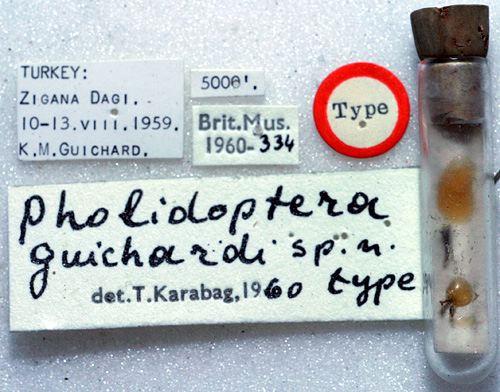 TURKEY:
ZIGANA DAGI.
10-13.VIII.1959.
K.M.GUICHARD.
5000'.
Brit.Mus.
1960-334
Type
Pholidoptera
guichardi sp.n.
det.T.Karabag,1960 type